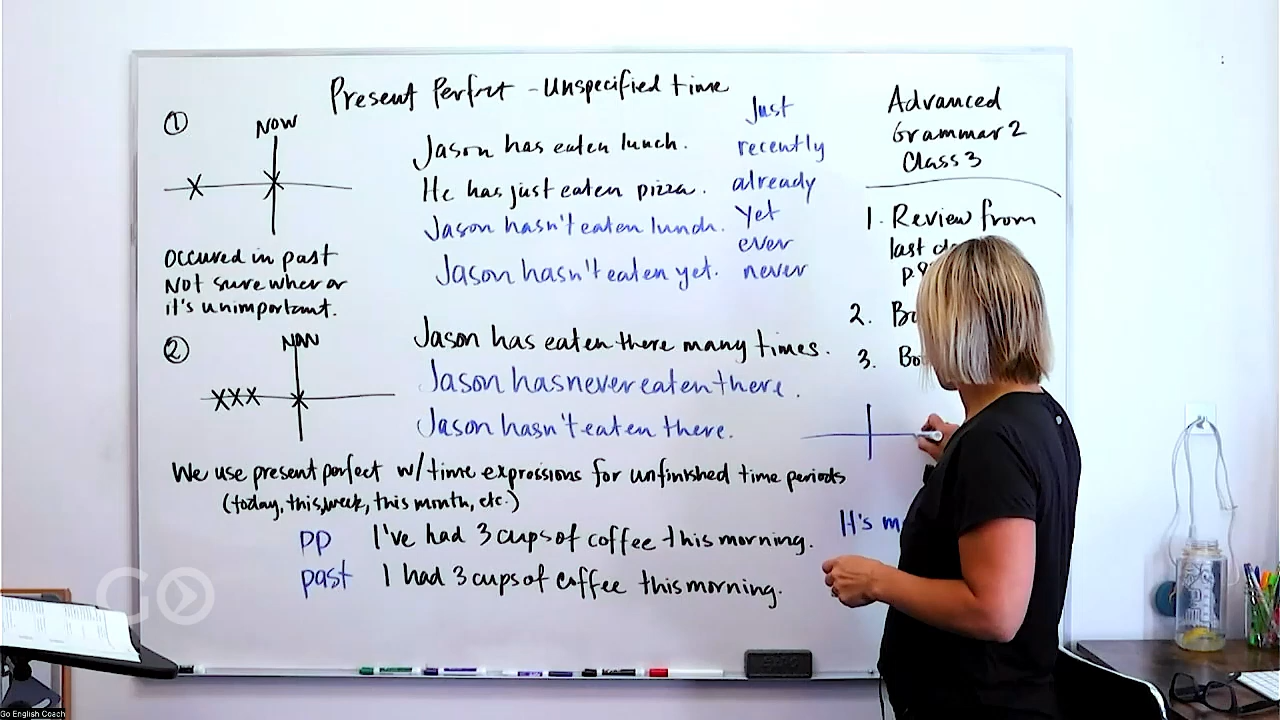 Present Perfect - Unspecified time
①
NOW
Occured in past
Not sure when or
it's unimportant.
②
NOW
Jason has eaten lunch.
He has just eaten pizza.
Jason hasn't eaten lunch.
Jason hasn't eaten yet.
Just
recently
already
yet
ever
never
Jason has eaten there many times.
Jason has never eaten there.
Jason hasn't eaten there.
We use present perfect w/time expressions for unfinished time periods
(today, this week, this month, etc.)
PP I've had 3 cups of coffee this morning.
past I had 3 cups of coffee this morning.
Advanced
Grammar 2
Class 3
1. Review from
last
2.
3.
It's
GO
Go English Coach